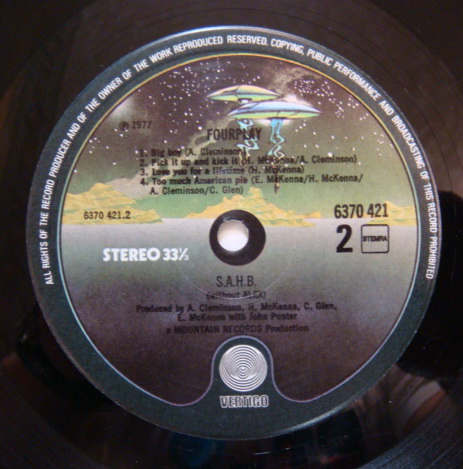 ALL RIGHTS OF THE RECORD PRODUCER AND OF THE OWNER OF THE WORK REPRODUCED RESERVED. COPYING, PUBLIC PERFORMANCE AND BROADCASTING OF THIS RECORD PROHIBITED
℗ 1977
FOURPLAY
1. Big boy (A. Cleminson)
2. Pick it up and kick it (H. McKenna/A. Cleminson)
3. Love you for a lifetime (H. McKenna)
4. Too much American pie (E. McKenna/H. McKenna/
A. Cleminson/C. Glen)
6370 421.2
6370 421
2 STEMRA
STEREO 33⅓
S.A.H.B.
(without ALEX)
Produced by A. Cleminson, H. McKenna, C. Glen,
E. McKenna with John Punter
a MOUNTAIN RECORDS Production
VERTIGO